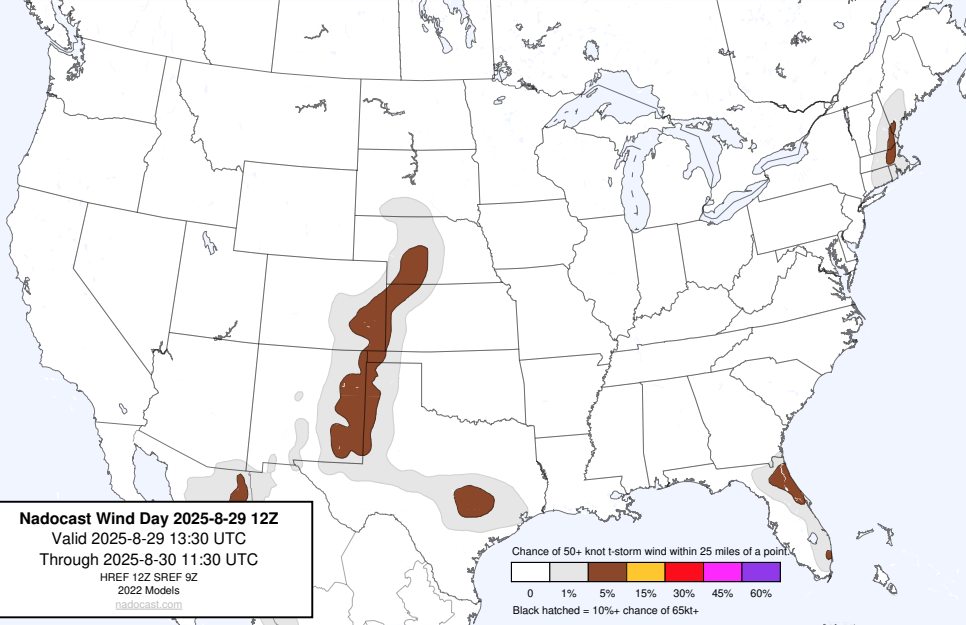 Nadocast Wind Day 2025-8-29 12Z
Valid 2025-8-29 13:30 UTC
Through 2025-8-30 11:30 UTC
HREF 12Z SREF 9Z
2022 Models
nadocast.com
Chance of 50+ knot t-storm wind within 25 miles of a point.
0 1% 5% 15% 30% 45% 60%
Black hatched = 10%+ chance of 65kt+